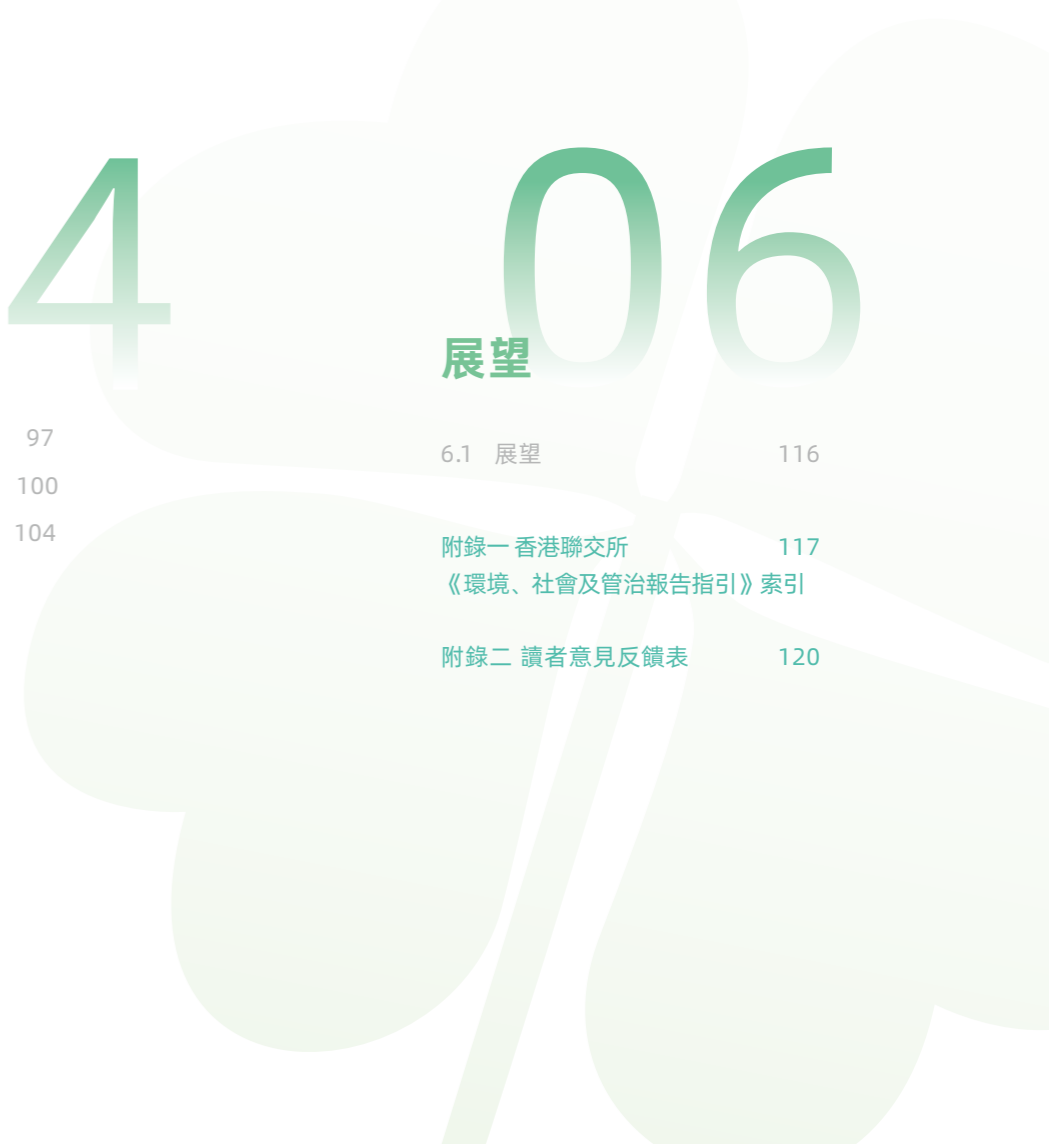 4
97
100
104
06
展望
6.1 展望 116
附錄一 香港聯交所 117
《環境、社會及管治報告指引》索引
附錄二 讀者意見反饋表 120